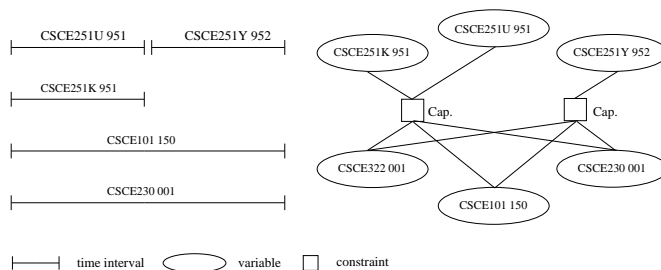 CSCE251U 951
CSCE251Y 952
CSCE251K 951
CSCE101 150
CSCE230 001
CSCE251K 951
CSCE251U 951
CSCE251Y 952
Cap.
Cap.
CSCE322 001
CSCE230 001
CSCE101 150
time interval
variable
constraint